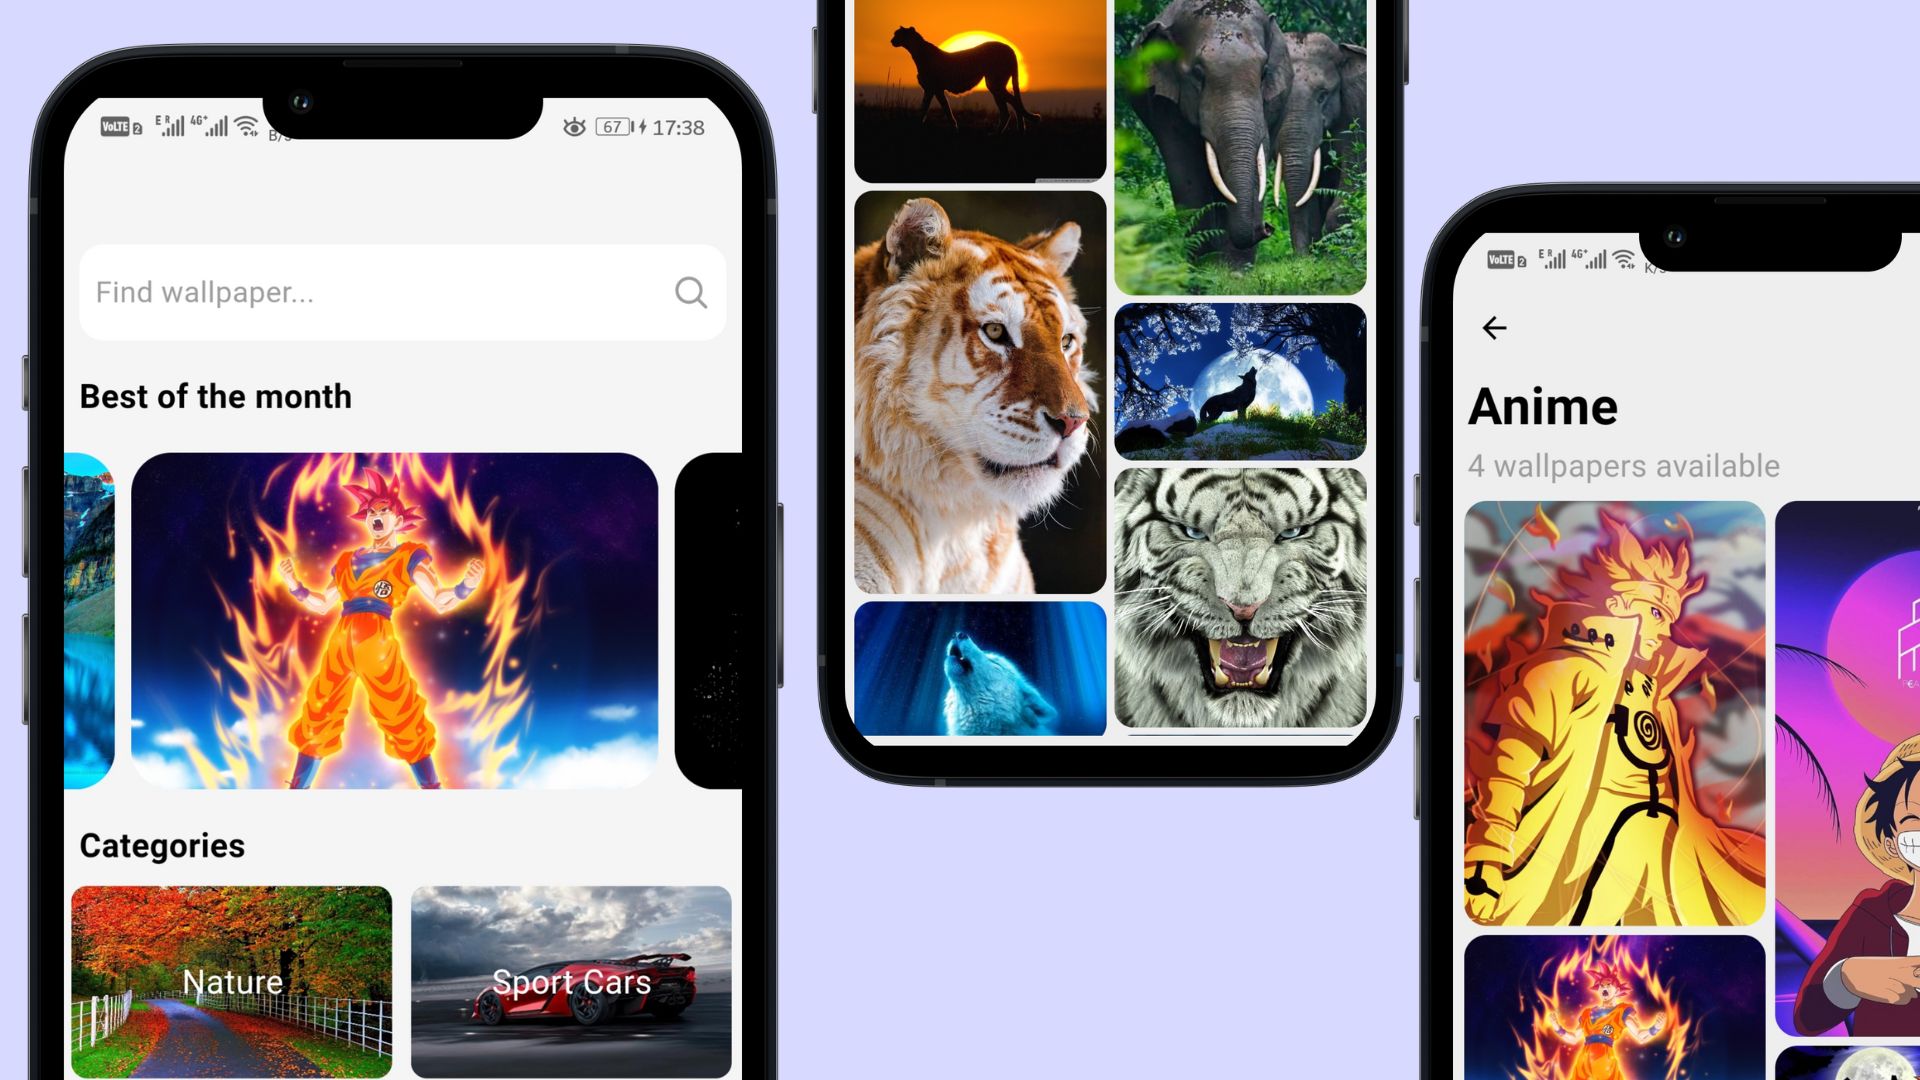 VoLTE 2 E R 4G+ 67 17:38
B/s
Find wallpaper...
Best of the month
悟
Categories
Nature
Sport Cars
VoLTE 2 E R 4G+
Anime
4 wallpapers available